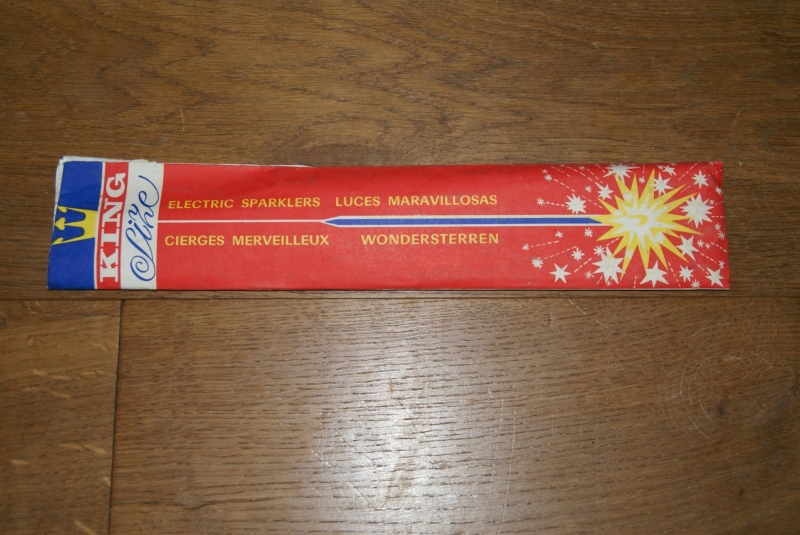 KING
Line
ELECTRIC SPARKLERS LUCES MARAVILLOSAS
CIERGES MERVEILLEUX WONDERSTERREN